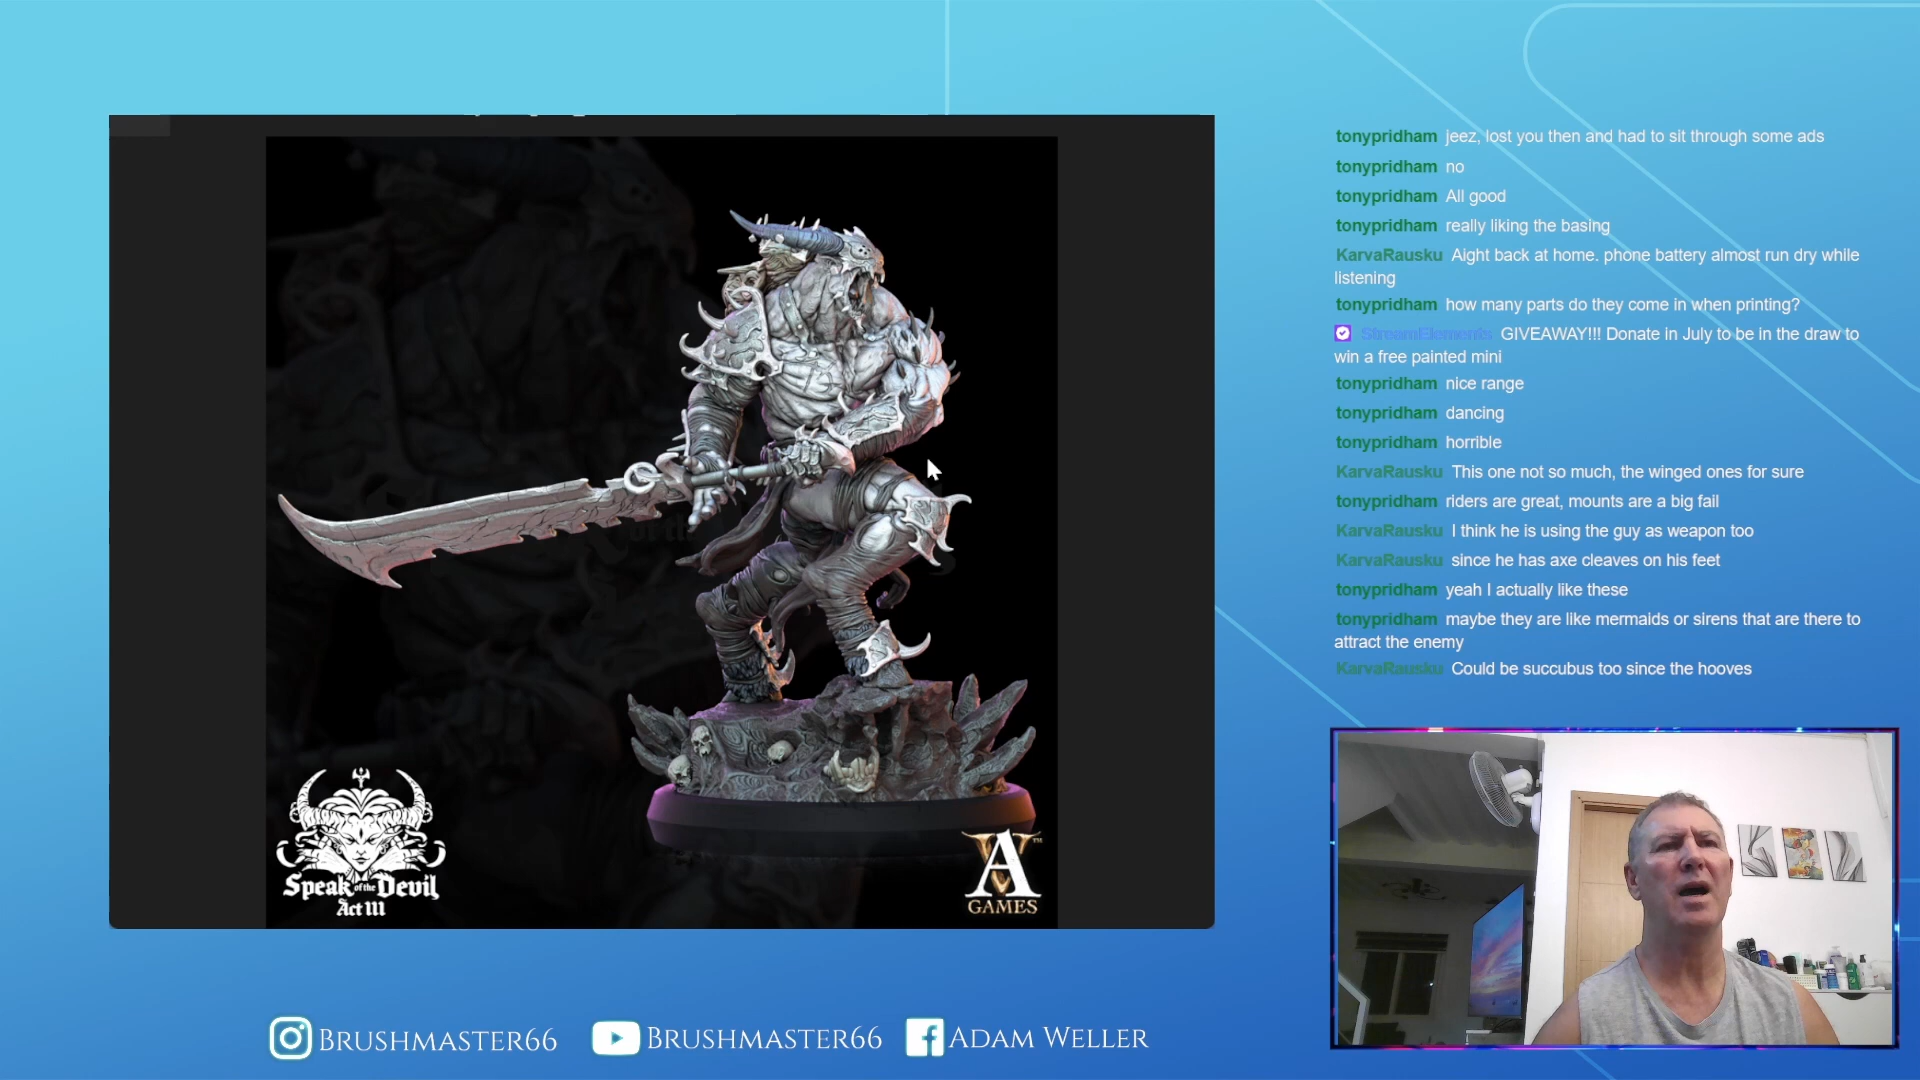 tonypridham jeez, lost you then and had to sit through some ads
tonypridham no
tonypridham All good
tonypridham really liking the basing
KarvaRausku Aight back at home. phone battery almost run dry while
listening
tonypridham how many parts do they come in when printing?
StreamElements GIVEAWAY!!! Donate in July to be in the draw to
win a free painted mini
tonypridham nice range
tonypridham dancing
tonypridham horrible
KarvaRausku This one not so much, the winged ones for sure
tonypridham riders are great, mounts are a big fail
KarvaRausku I think he is using the guy as weapon too
KarvaRausku since he has axe cleaves on his feet
tonypridham yeah I actually like these
tonypridham maybe they are like mermaids or sirens that are there to
attract the enemy
KarvaRausku Could be succubus too since the hooves
Speak of the Devil
Act III
AV™
GAMES
BRUSHMASTER66
BRUSHMASTER66
ADAM WELLER